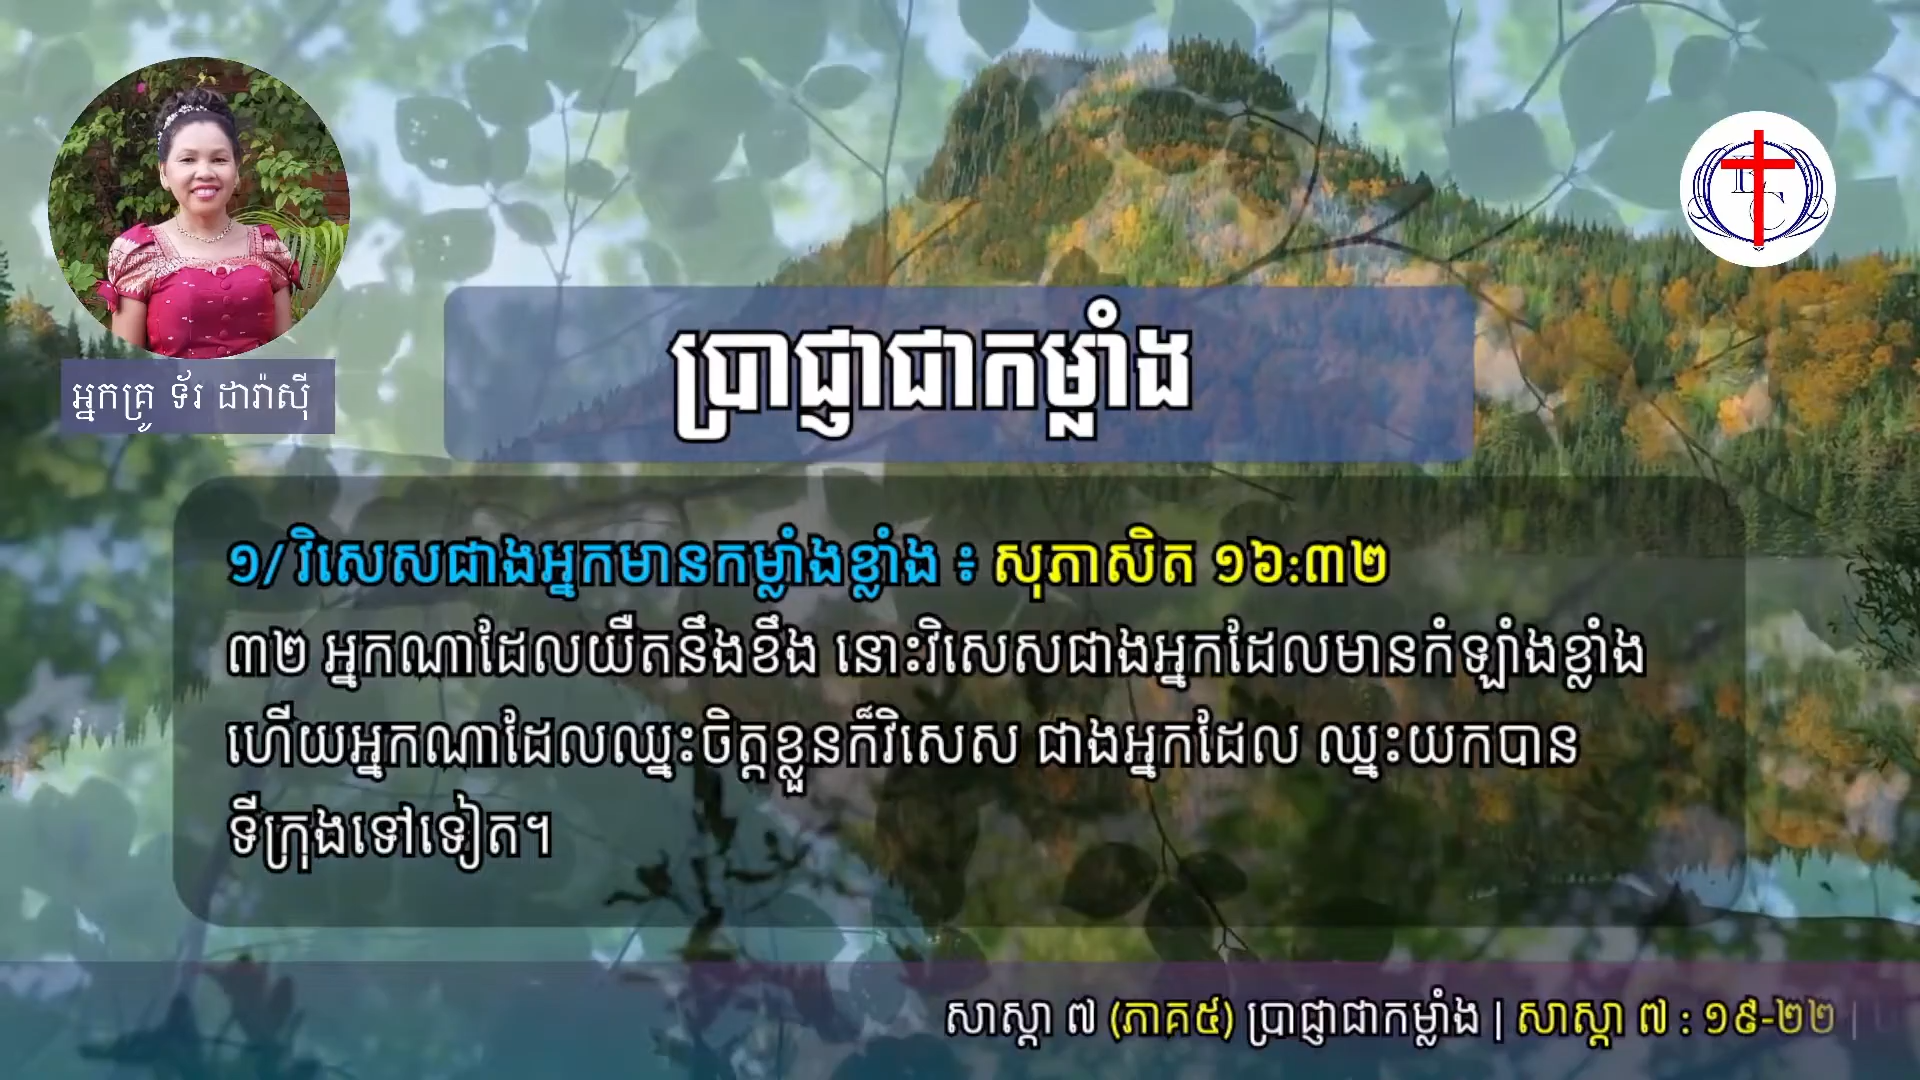 អ្នកគ្រូ ទ័រ ដារ៉ាស៊ី
LC
ប្រាជ្ញាជាកម្លាំង
១/ វិសេសជាងអ្នកមានកម្លាំងខ្លាំង ៖ សុភាសិត ១៦:៣២
៣២ អ្នកណាដែលយឺតនឹងខឹង នោះវិសេសជាងអ្នកដែលមានកំឡាំងខ្លាំង
ហើយអ្នកណាដែលឈ្នះចិត្តខ្លួនក៏វិសេស ជាងអ្នកដែល ឈ្នះយកបាន
ទីក្រុងទៅទៀត។
សាស្តា ៧ (ភាគ៥) ប្រាជ្ញាជាកម្លាំង | សាស្តា ៧ : ១៩-២២ |